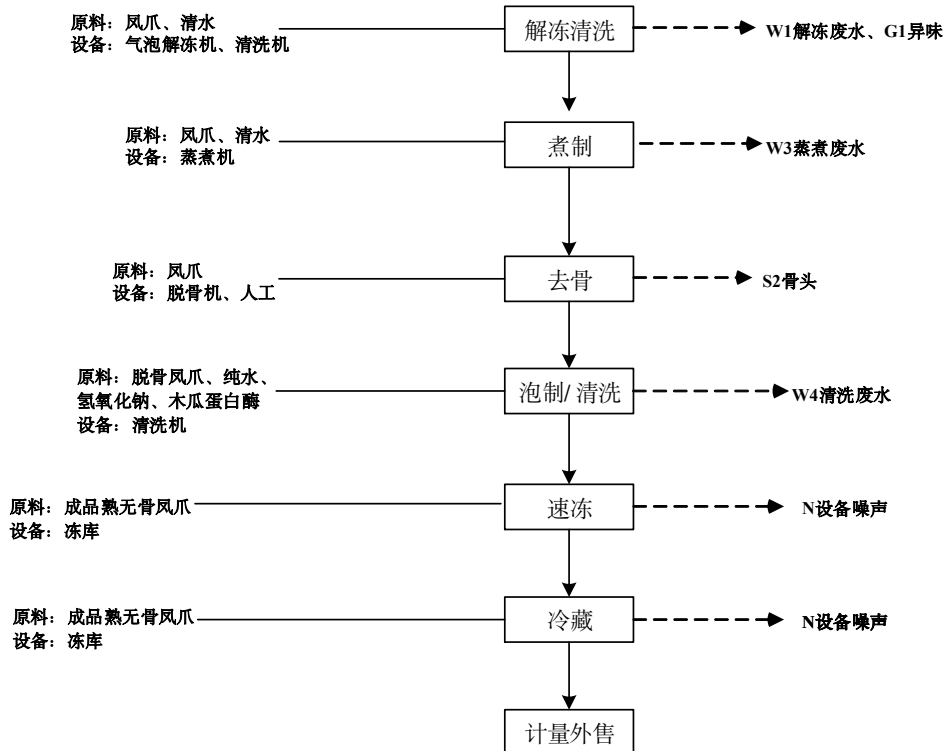 原料：凤爪、清水
设备：气泡解冻机、清洗机
解冻清洗
W1解冻废水、G1异味
原料：凤爪、清水
设备：蒸煮机
煮制
W3蒸煮废水
原料：凤爪
设备：脱骨机、人工
去骨
S2骨头
原料：脱骨凤爪、纯水、
氢氧化钠、木瓜蛋白酶
设备：清洗机
泡制/ 清洗
W4清洗废水
原料：成品熟无骨凤爪
设备：冻库
速冻
N设备噪声
原料：成品熟无骨凤爪
设备：冻库
冷藏
N设备噪声
计量外售